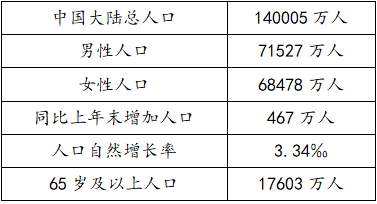 中国大陆总人口 140005 万人
男性人口 71527 万人
女性人口 68478 万人
同比上年末增加人口 467 万人
人口自然增长率 3.34‰
65 岁及以上人口 17603 万人